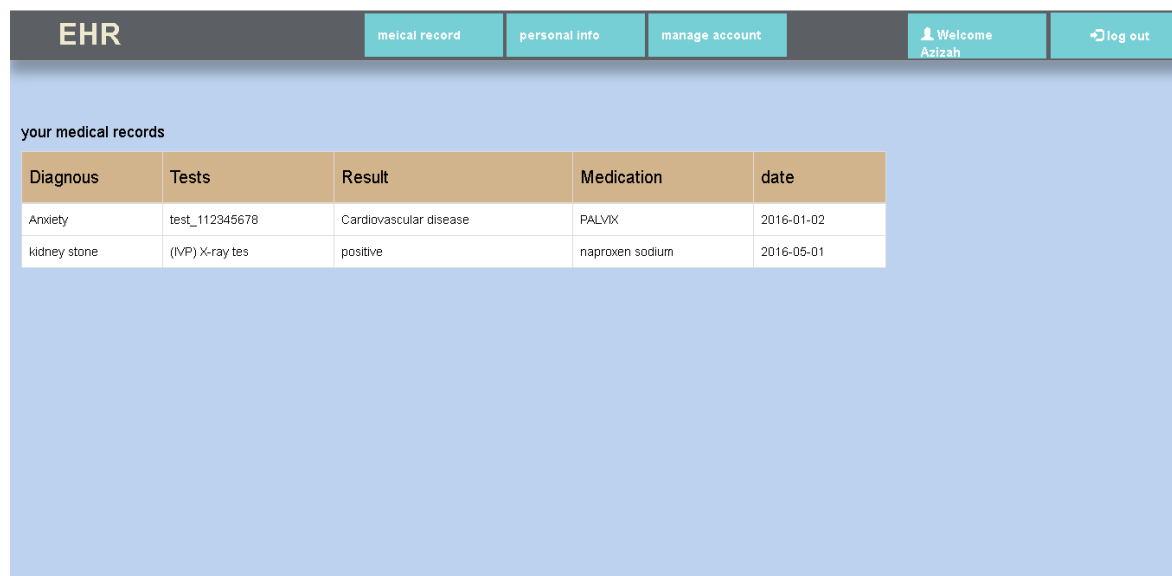 EHR meical record personal info manage account Welcome log out
Azizah
your medical records
Diagnous Tests Result Medication date
Anxiety test_112345678 Cardiovascular disease PALVIX 2016-01-02
kidney stone (IVP) X-ray tes positive naproxen sodium 2016-05-01